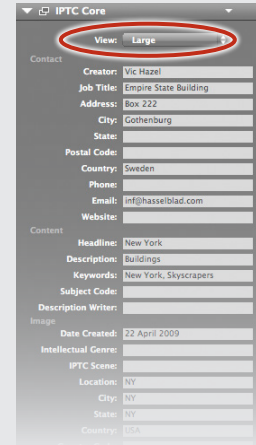 IPTC Core
View: Large
Contact
Creator: Vic Hazel
Job Title: Empire State Building
Address: Box 222
City: Gothenburg
State:
Postal Code:
Country: Sweden
Phone:
Email: inf@hasselblad.com
Website:
Content
Headline: New York
Description: Buildings
Keywords: New York, Skyscrapers
Subject Code:
Description Writer:
Image
Date Created: 22 April 2009
Intellectual Genre:
IPTC Scene:
Location: NY
City: NY
State: NY
Country: USA